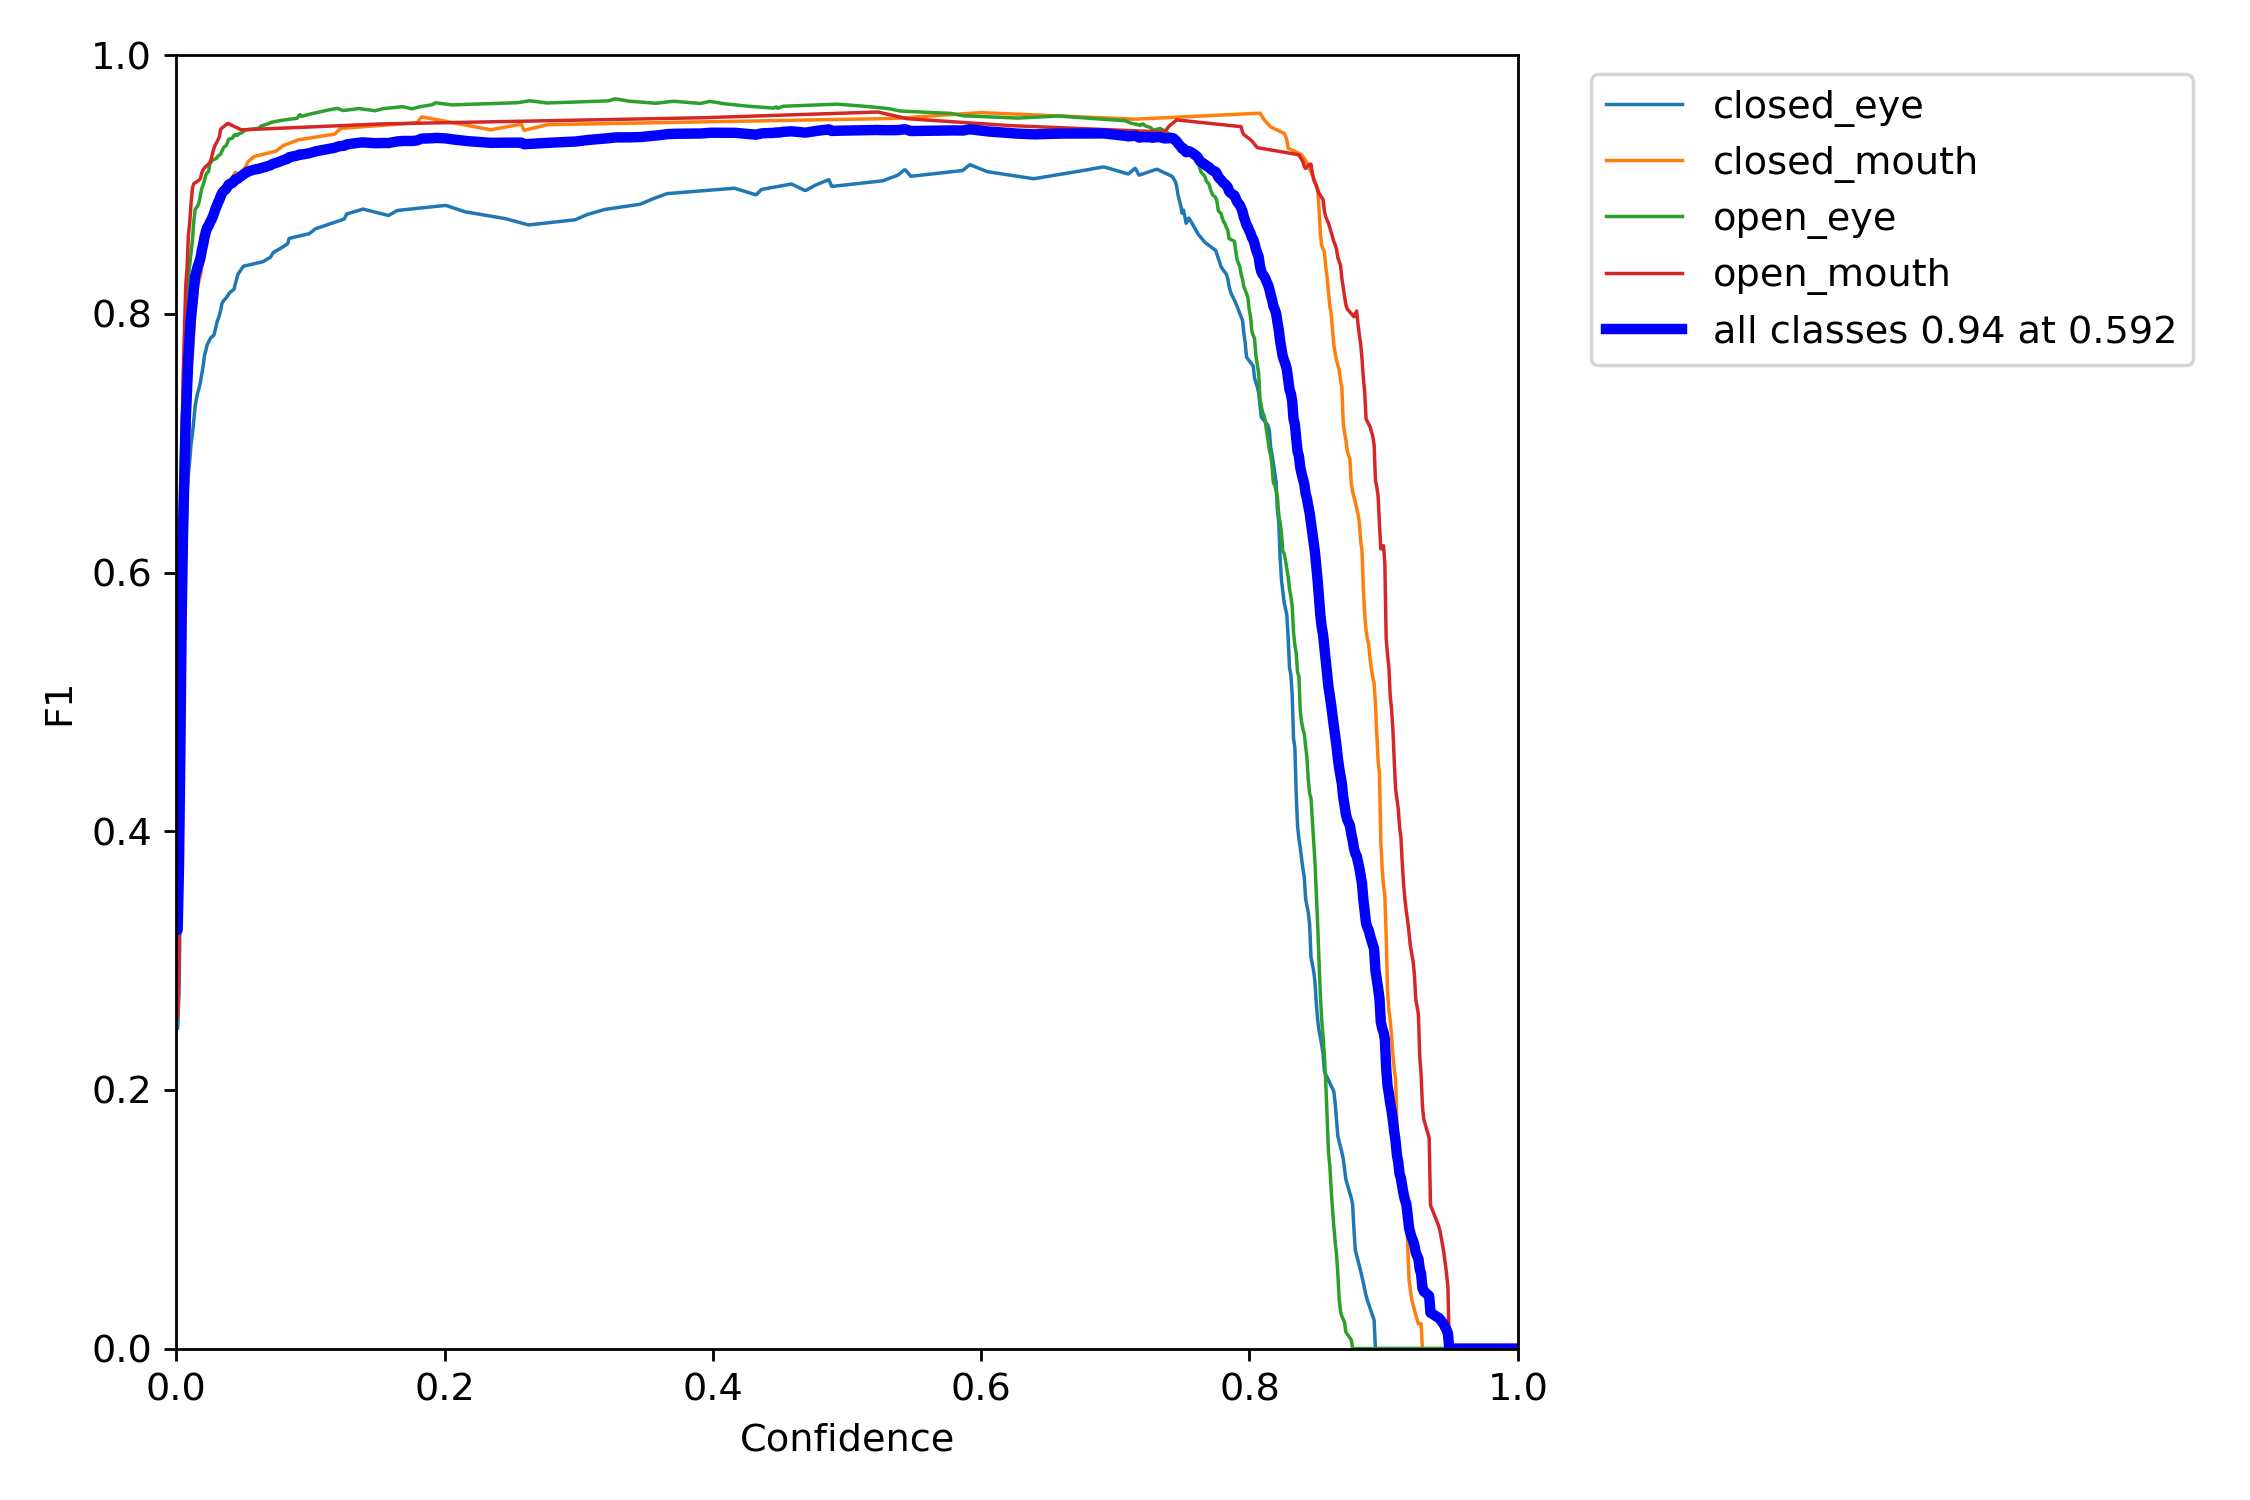 1.0
0.8
0.6
0.4
0.2
0.0
F1
0.0 0.2 0.4 0.6 0.8 1.0
Confidence
closed_eye
closed_mouth
open_eye
open_mouth
all classes 0.94 at 0.592